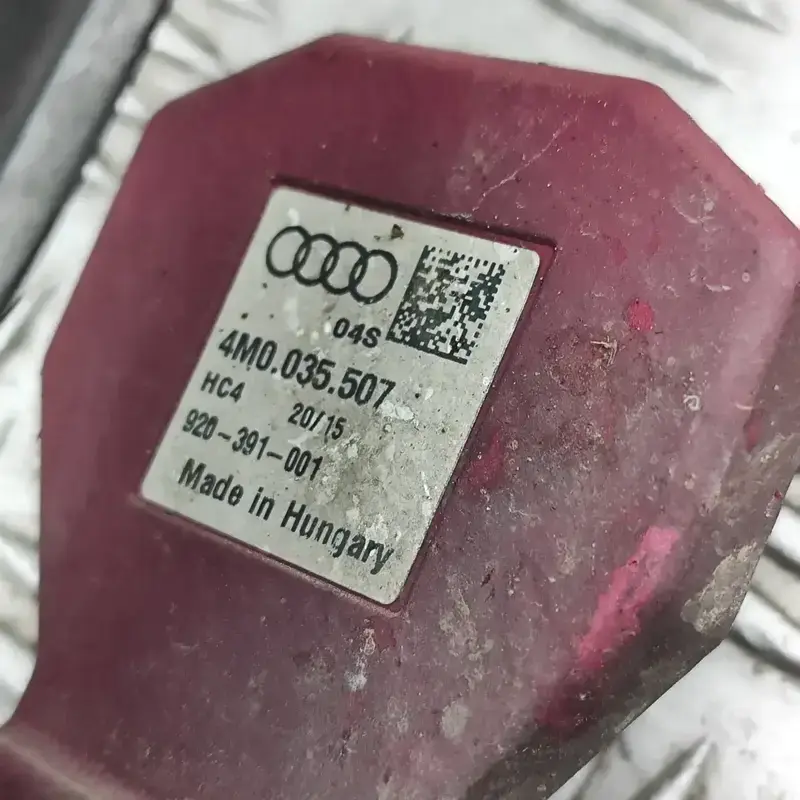 04S
4M0.035.507
HC4 20/15
920-391-001
Made in Hungary